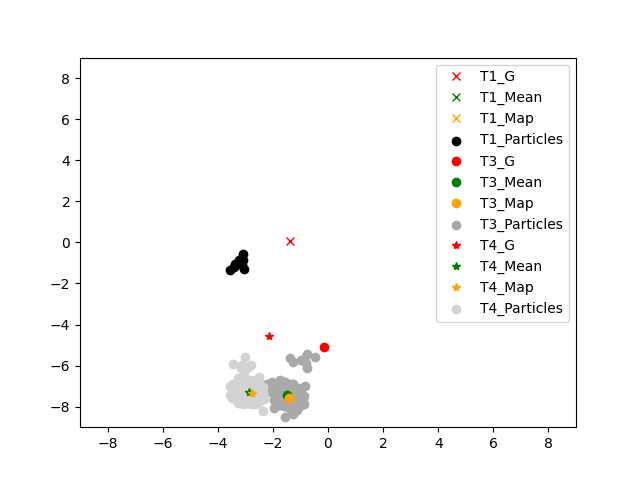 8
6
4
2
0
−2
−4
−6
−8
−8
−6
−4
−2
0
2
4
6
8
T1_G
T1_Mean
T1_Map
T1_Particles
T3_G
T3_Mean
T3_Map
T3_Particles
T4_G
T4_Mean
T4_Map
T4_Particles